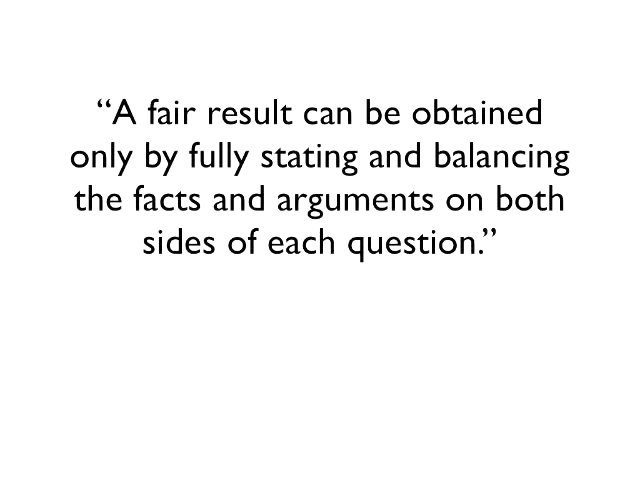 “A fair result can be obtained
only by fully stating and balancing
the facts and arguments on both
sides of each question.”